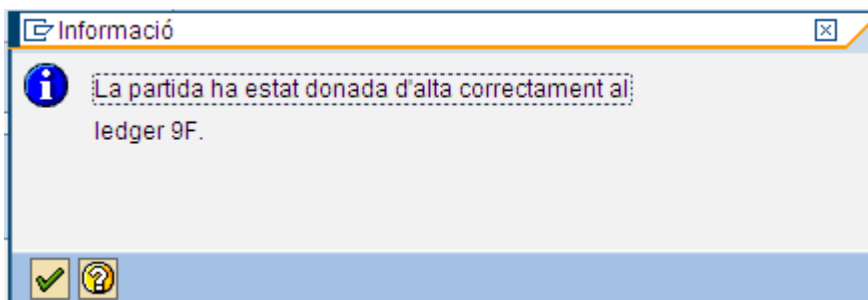 Informació
La partida ha estat donada d'alta correctament al
ledger 9F.